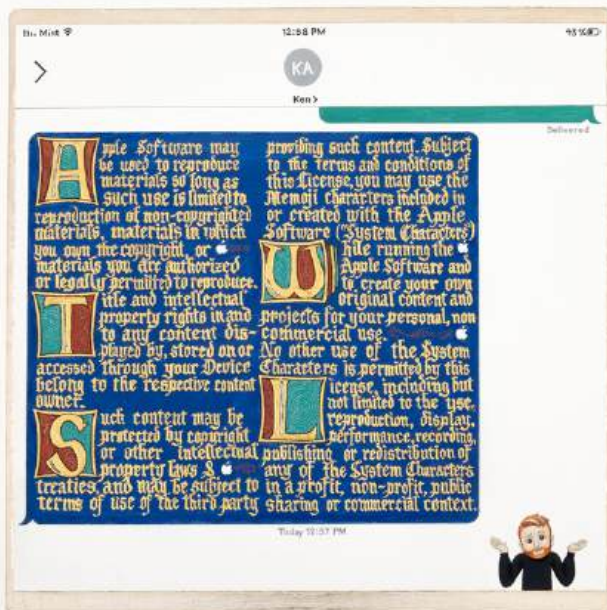 12:58 PM
KA
Ken >
Delivered
Apple Software may
be used to reproduce
materials so long as
such use is limited to
reproduction of non-copyrighted
materials, materials in which
you own the copyright, or
materials you are authorized
or legally permitted to reproduce.
Title and intellectual
property rights in and
to any content dis-
played by, stored on or
accessed through your Device
belong to the respective content
owner.
Such content may be
protected by copyright
or other intellectual
property laws &
treaties, and may be subject to
terms of use of the third party
providing such content. Subject
to the terms and conditions of
this License, you may use the
Memoji characters included in
or created with the Apple
Software (System Characters)
While running the
Apple Software and
to create your own
original content and
projects for your personal, non
commercial use.
No other use of the System
Characters is permitted by this
License, including but
not limited to the use,
reproduction, display,
performance, recording,
publishing or redistribution of
any of the System Characters
in a profit, non-profit, public
sharing or commercial context.
Today 12:57 PM